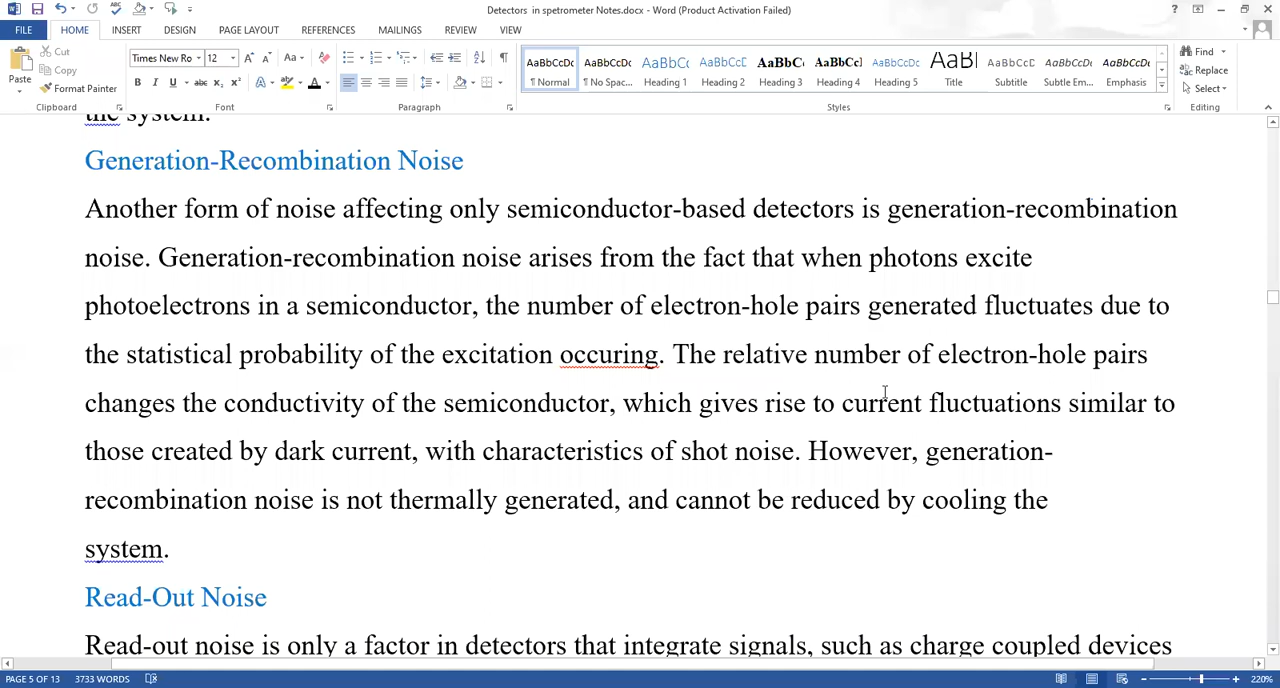 Detectors in spetrometer Notes.docx - Word (Product Activation Failed)
FILE HOME INSERT DESIGN PAGE LAYOUT REFERENCES MAILINGS REVIEW VIEW
Cut
Copy
Format Painter
Paste
Clipboard
Times New Ro 12
Font
Paragraph
AaBbCcDc AaBbCcDc AaBbCc AaBbCcD AaBbCc AaBbCc] AaBbCcDc AaBl AaBbCcD AaBbCcDc AaBbCcDc
¶ Normal ¶ No Spac... Heading 1 Heading 2 Heading 3 Heading 4 Heading 5 Title Subtitle Subtle Em... Emphasis
Styles
Find
Replace
Select
Editing
the system.
Generation-Recombination Noise
Another form of noise affecting only semiconductor-based detectors is generation-recombination
noise. Generation-recombination noise arises from the fact that when photons excite
photoelectrons in a semiconductor, the number of electron-hole pairs generated fluctuates due to
the statistical probability of the excitation occuring. The relative number of electron-hole pairs
changes the conductivity of the semiconductor, which gives rise to current fluctuations similar to
those created by dark current, with characteristics of shot noise. However, generation-
recombination noise is not thermally generated, and cannot be reduced by cooling the
system.
Read-Out Noise
Read-out noise is only a factor in detectors that integrate signals, such as charge coupled devices
PAGE 5 OF 13 3733 WORDS 220%